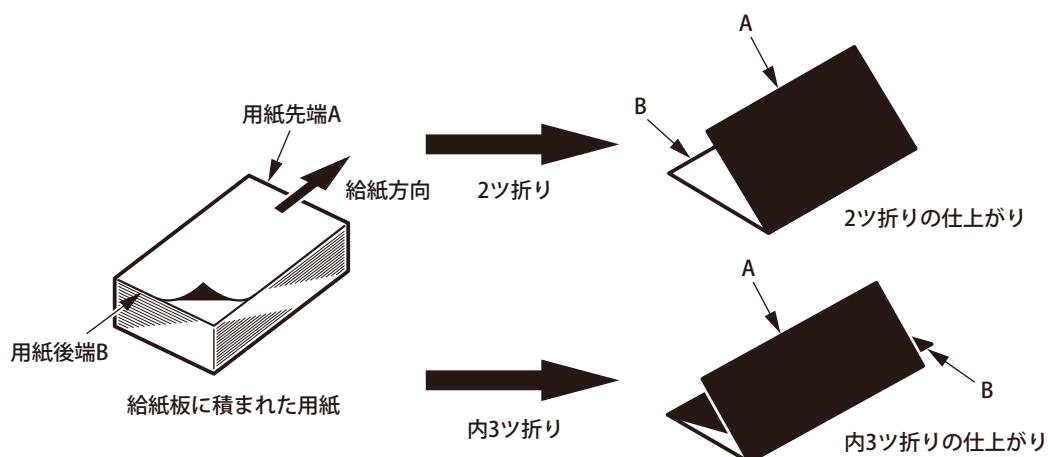 用紙先端A
給紙方向
用紙後端B
給紙板に積まれた用紙
2ツ折り
A
B
2ツ折りの仕上がり
内3ツ折り
A
B
内3ツ折りの仕上がり